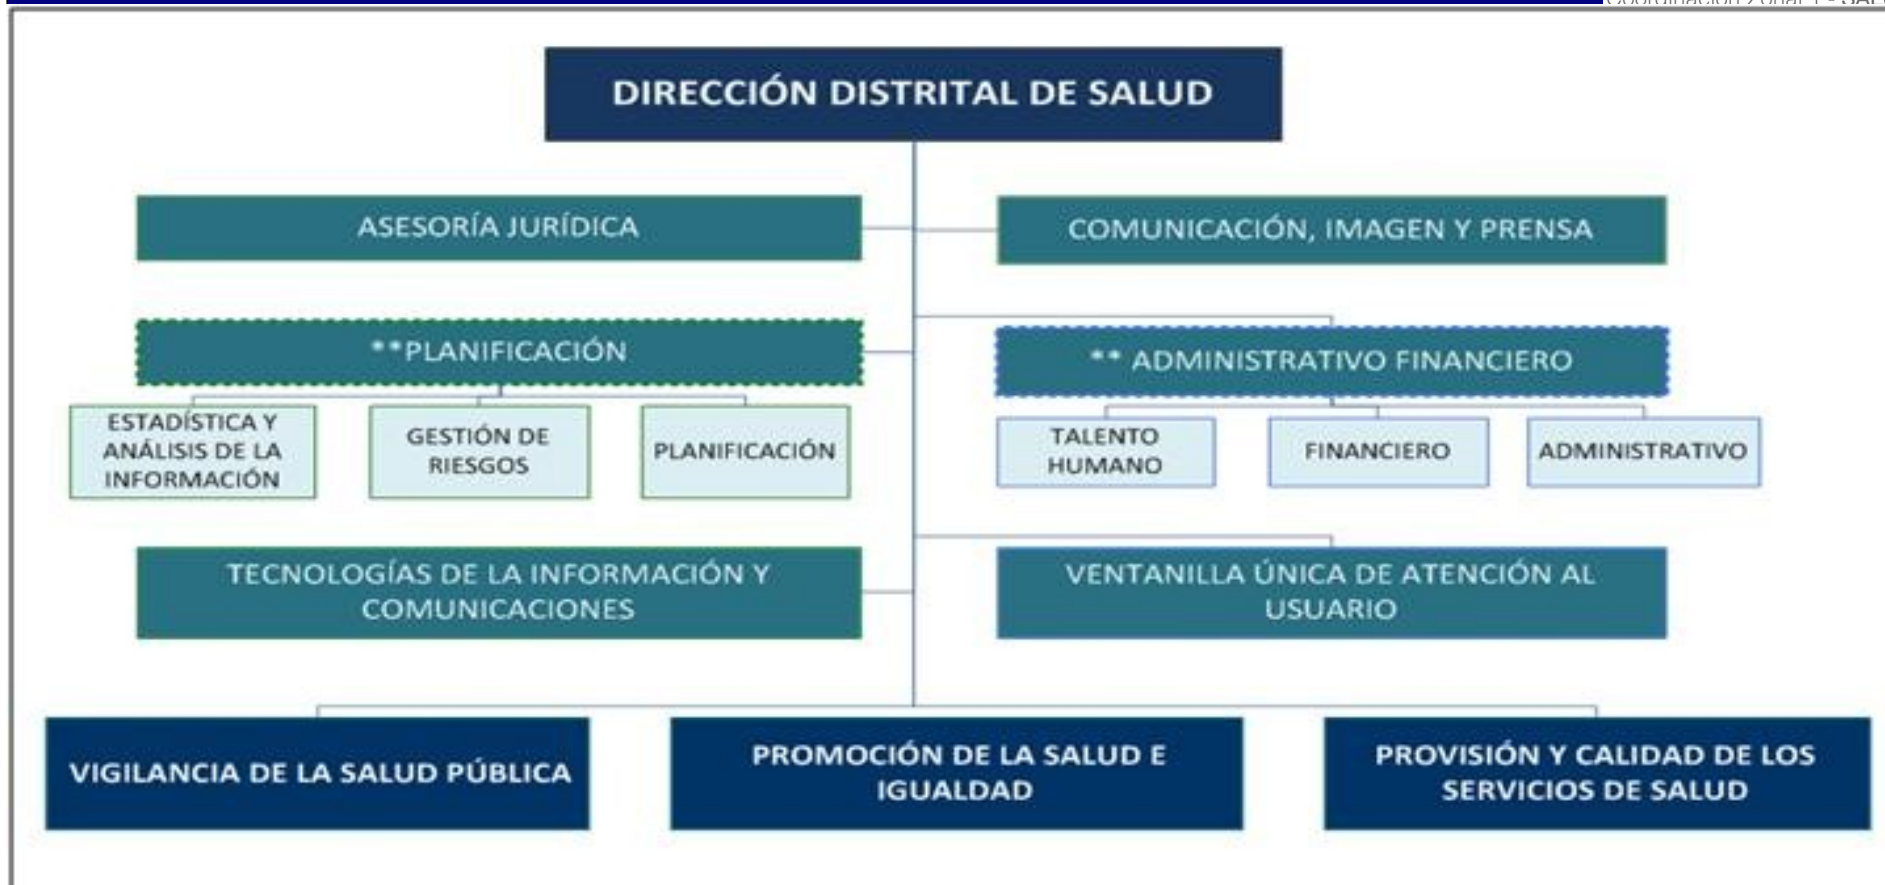 DIRECCIÓN DISTRITAL DE SALUD
ASESORÍA JURÍDICA
COMUNICACIÓN, IMAGEN Y PRENSA
**PLANIFICACIÓN
** ADMINISTRATIVO FINANCIERO
ESTADÍSTICA Y
ANÁLISIS DE LA
INFORMACIÓN
GESTIÓN DE
RIESGOS
PLANIFICACIÓN
TALENTO
HUMANO
FINANCIERO
ADMINISTRATIVO
TECNOLOGÍAS DE LA INFORMACIÓN Y
COMUNICACIONES
VENTANILLA ÚNICA DE ATENCIÓN AL
USUARIO
VIGILANCIA DE LA SALUD PÚBLICA
PROMOCIÓN DE LA SALUD E
IGUALDAD
PROVISIÓN Y CALIDAD DE LOS
SERVICIOS DE SALUD